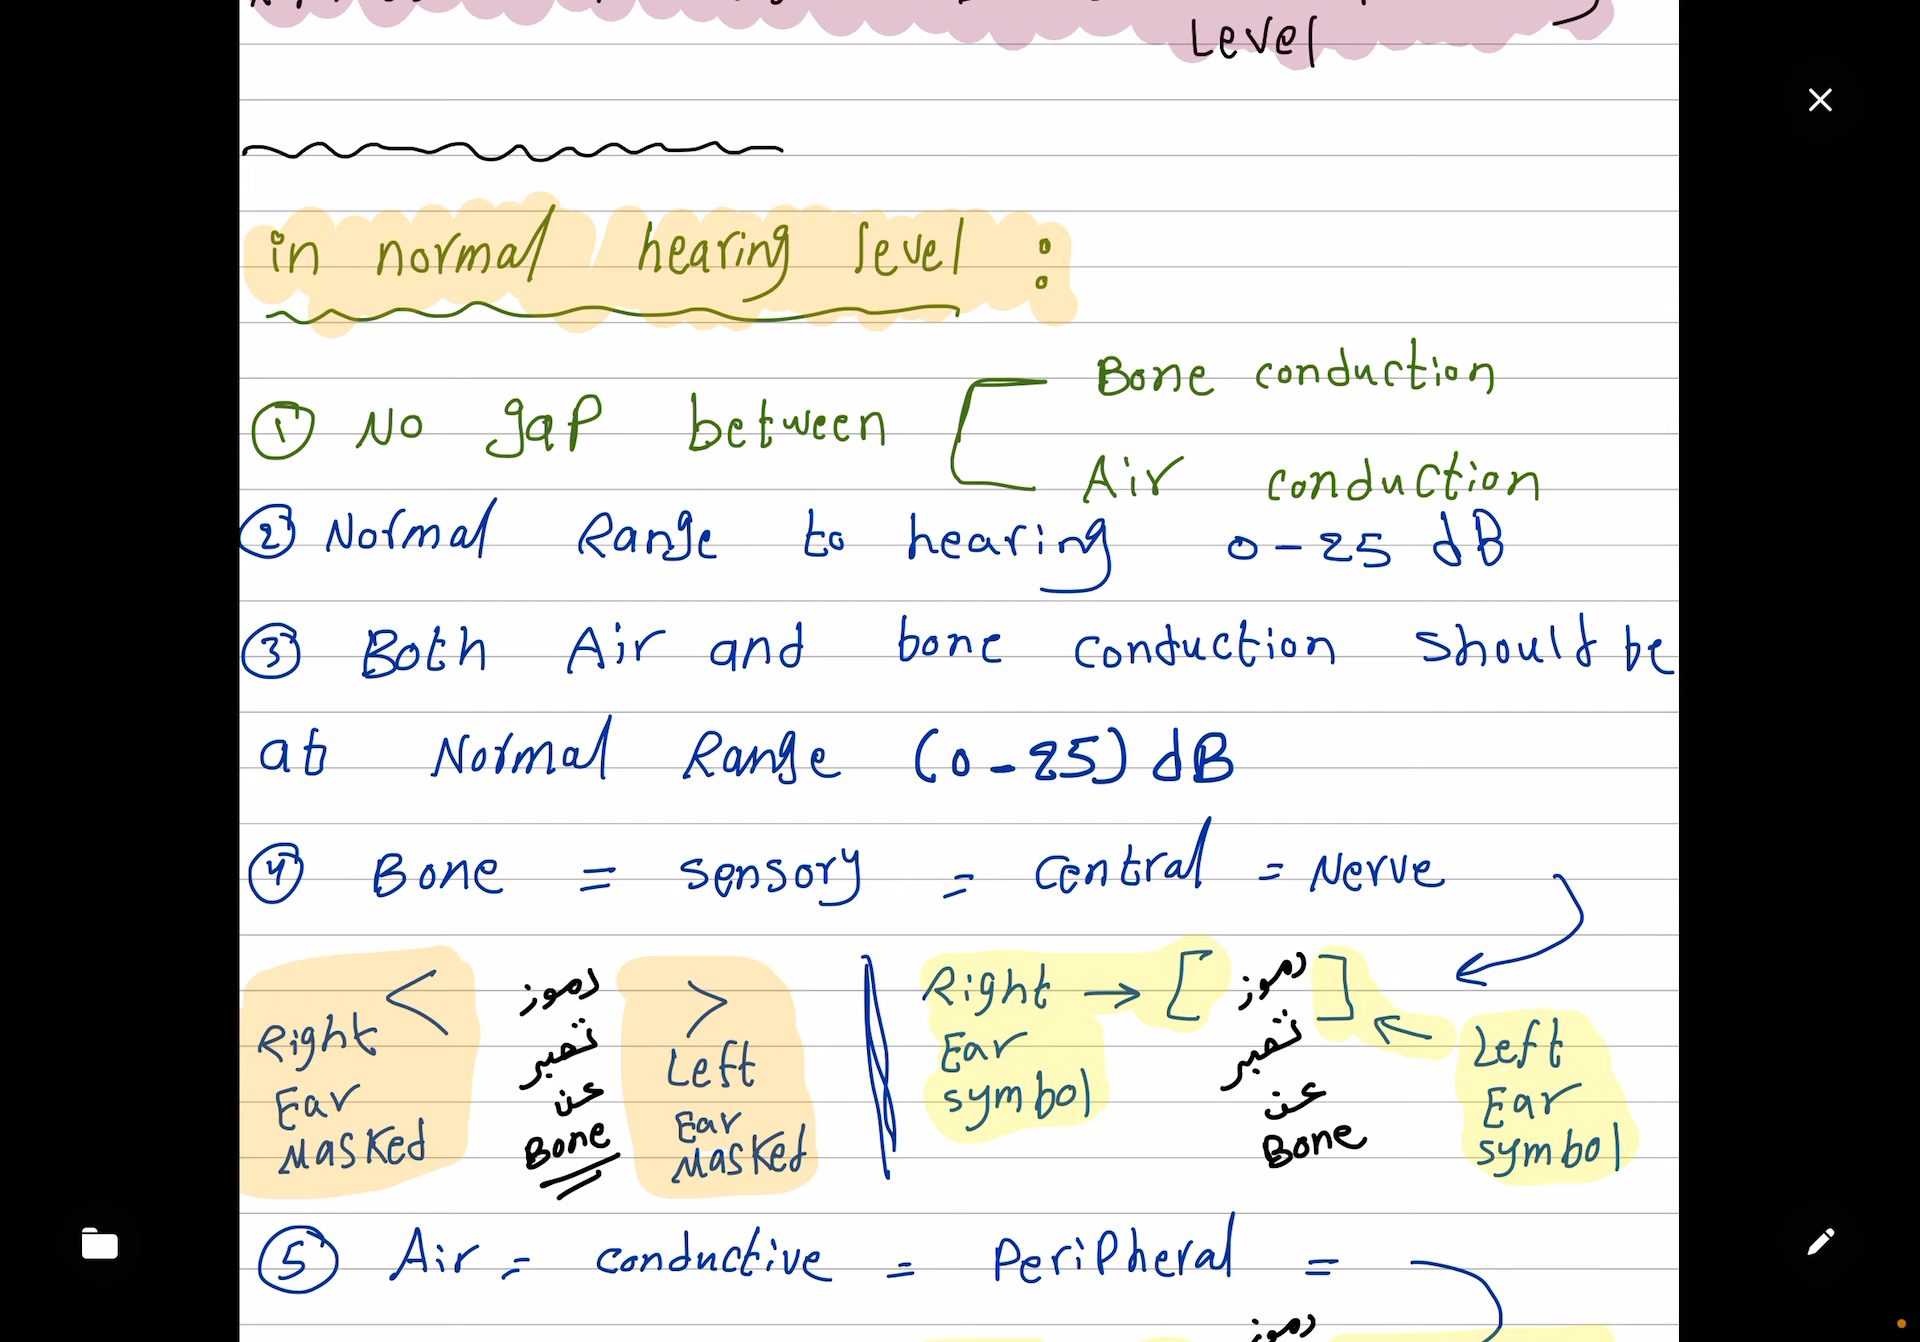 Level
in normal hearing level :
① No gap between
Bone conduction
Air conduction
② Normal Range to hearing 0-25 dB
③ Both Air and bone conduction should be
at Normal Range (0-25) dB
④ Bone = sensory = central = Nerve
< رموز >
Right تعبر Left
Ear عن Ear
Masked Bone Masked
Right → [ رموز ]
Ear تعبر ← Left
symbol عن Ear
Bone symbol
⑤ Air = conductive = Peripheral =
رموز